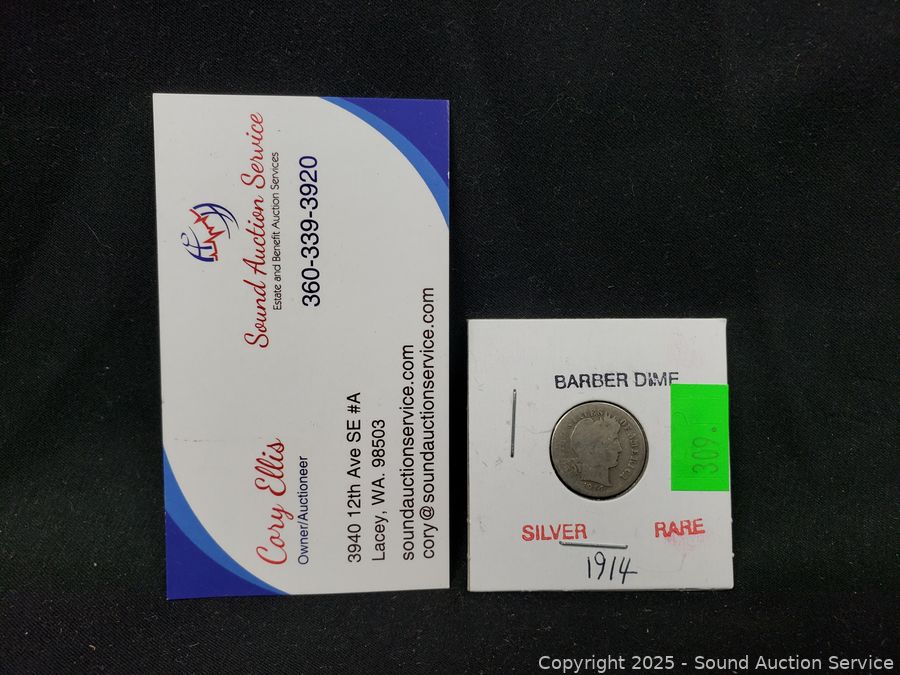 Sound Auction Service
Estate and Benefit Auction Services
360-339-3920
Cory Ellis
Owner/Auctioneer
3940 12th Ave SE #A
Lacey, WA. 98503
soundauctionservice.com
cory@soundauctionservice.com
BARBER DIME
309.
SILVER RARE
1914
Copyright 2025 - Sound Auction Service